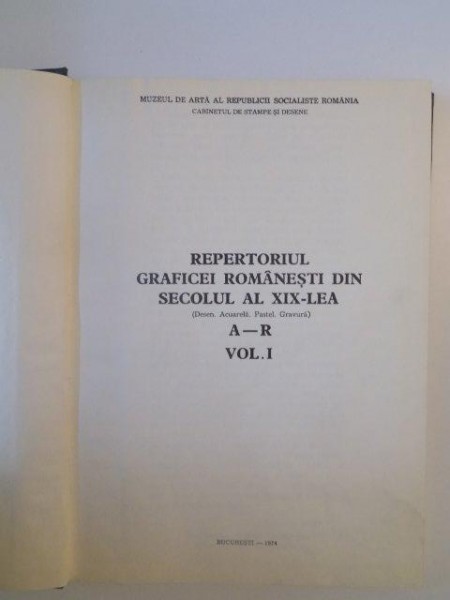 MUZEUL DE ARTĂ AL REPUBLICII SOCIALISTE ROMÂNIA
CABINETUL DE STAMPE ȘI DESENE
REPERTORIUL
GRAFICEI ROMÂNEȘTI DIN
SECOLUL AL XIX-LEA
(Desen. Acuarelă. Pastel. Gravură)
A—R
VOL. I
BUCUREȘTI — 1974